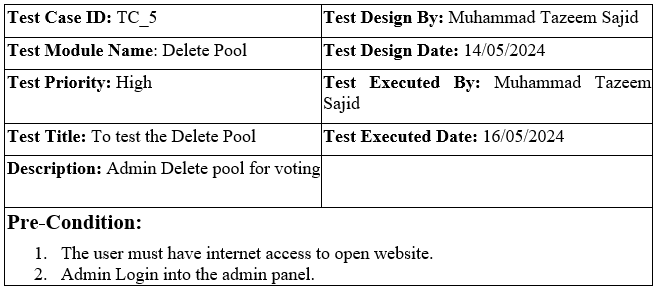 Test Case ID: TC_5
Test Design By: Muhammad Tazeem Sajid
Test Module Name: Delete Pool
Test Design Date: 14/05/2024
Test Priority: High
Test Executed By: Muhammad Tazeem
Sajid
Test Title: To test the Delete Pool
Test Executed Date: 16/05/2024
Description: Admin Delete pool for voting
Pre-Condition:
1. The user must have internet access to open website.
2. Admin Login into the admin panel.